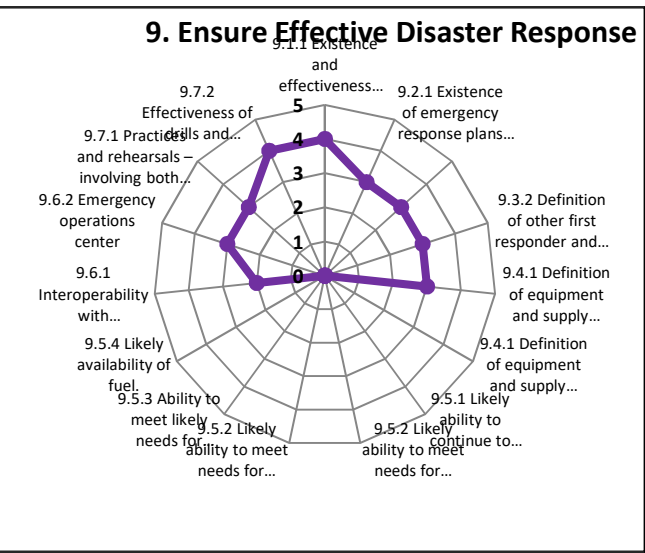 9. Ensure Effective Disaster Response
9.1.1 Existence
and
effectiveness…
9.2.1 Existence
of emergency
response plans…
9.3.2 Definition
of other first
responder and…
9.4.1 Definition
of equipment
and supply…
9.4.1 Definition
of equipment
and supply…
9.5.1 Likely
ability to
continue to…
9.5.2 Likely
ability to meet
needs for…
9.5.2 Likely
ability to meet
needs for…
9.5.3 Ability to
meet likely
needs for…
9.5.4 Likely
availability of
fuel.
9.6.1
Interoperability
with…
9.6.2 Emergency
operations
center
9.7.1 Practices
and rehearsals –
involving both…
9.7.2
Effectiveness of
drills and…
5
4
3
2
1
0